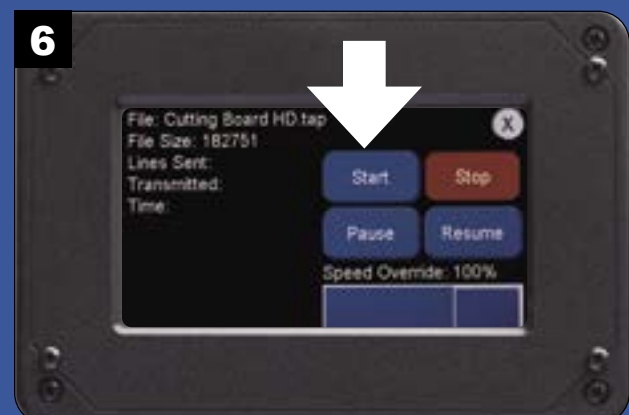 6
File: Cutting Board HD.tap
File Size: 182751
Lines Sent:
Transmitted:
Time:
X
Start
Stop
Pause
Resume
Speed Override: 100%